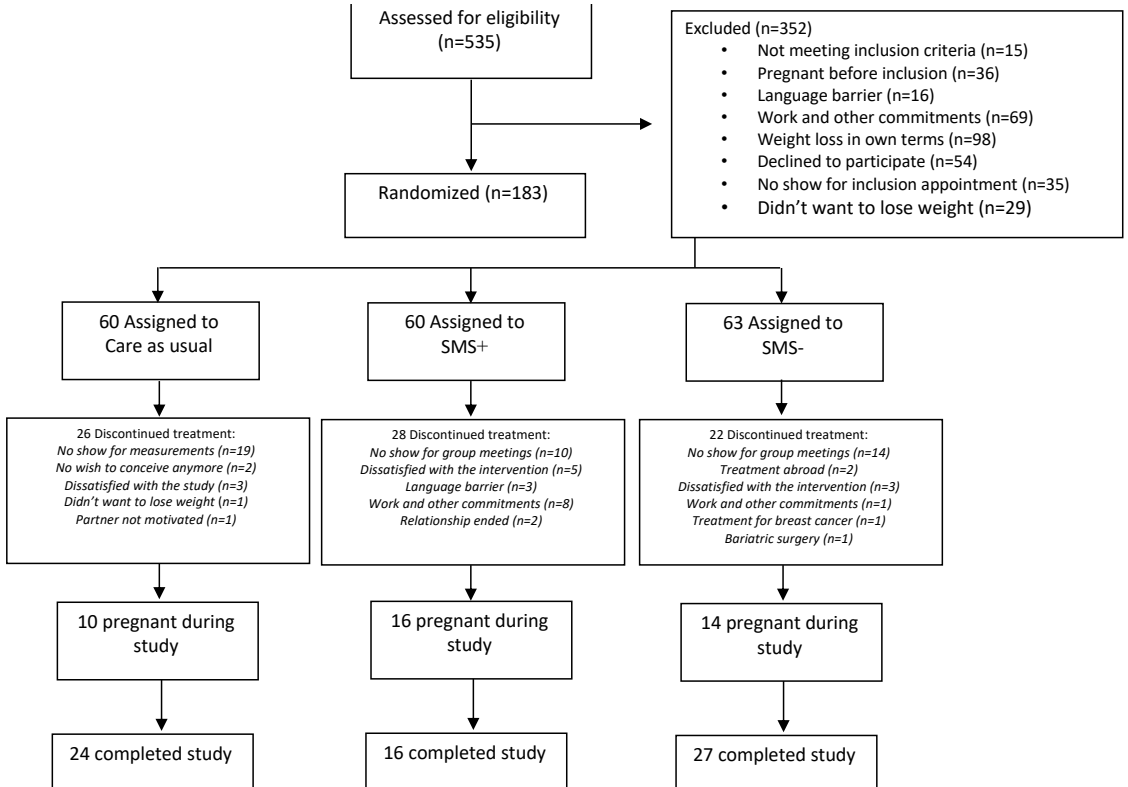 Assessed for eligibility
(n=535)
Excluded (n=352)
• Not meeting inclusion criteria (n=15)
• Pregnant before inclusion (n=36)
• Language barrier (n=16)
• Work and other commitments (n=69)
• Weight loss in own terms (n=98)
• Declined to participate (n=54)
• No show for inclusion appointment (n=35)
• Didn't want to lose weight (n=29)
Randomized (n=183)
60 Assigned to
Care as usual
60 Assigned to
SMS+
63 Assigned to
SMS-
26 Discontinued treatment:
No show for measurements (n=19)
No wish to conceive anymore (n=2)
Dissatisfied with the study (n=3)
Didn't want to lose weight (n=1)
Partner not motivated (n=1)
28 Discontinued treatment:
No show for group meetings (n=10)
Dissatisfied with the intervention (n=5)
Language barrier (n=3)
Work and other commitments (n=8)
Relationship ended (n=2)
22 Discontinued treatment:
No show for group meetings (n=14)
Treatment abroad (n=2)
Dissatisfied with the intervention (n=3)
Work and other commitments (n=1)
Treatment for breast cancer (n=1)
Bariatric surgery (n=1)
10 pregnant during
study
16 pregnant during
study
14 pregnant during
study
24 completed study
16 completed study
27 completed study